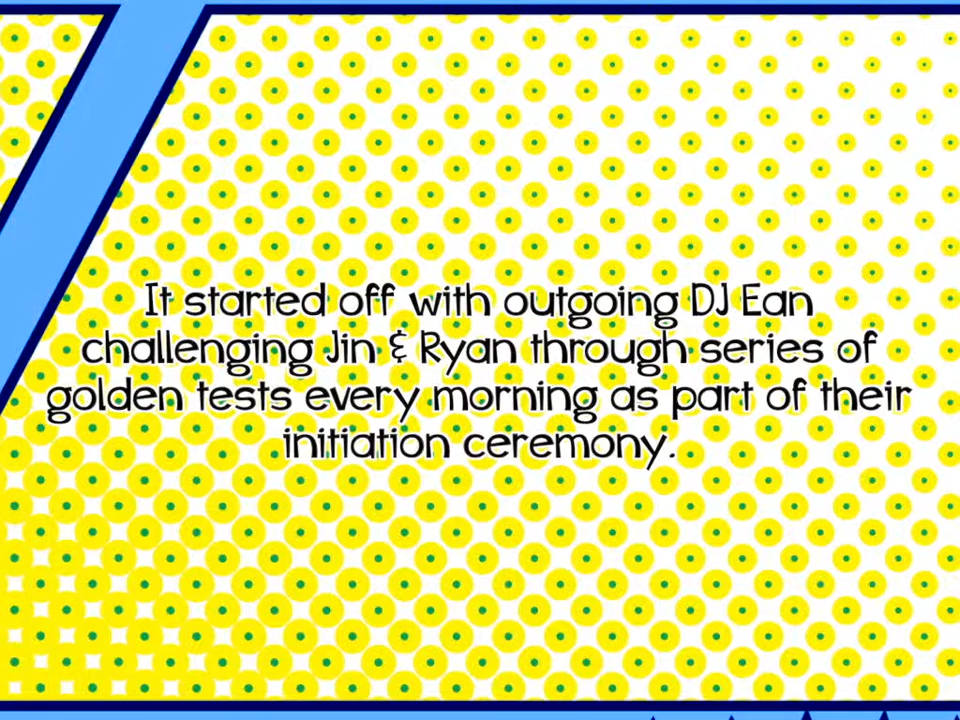 It started off with outgoing DJ Ean
challenging Jin & Ryan through series of
golden tests every morning as part of their
initiation ceremony.